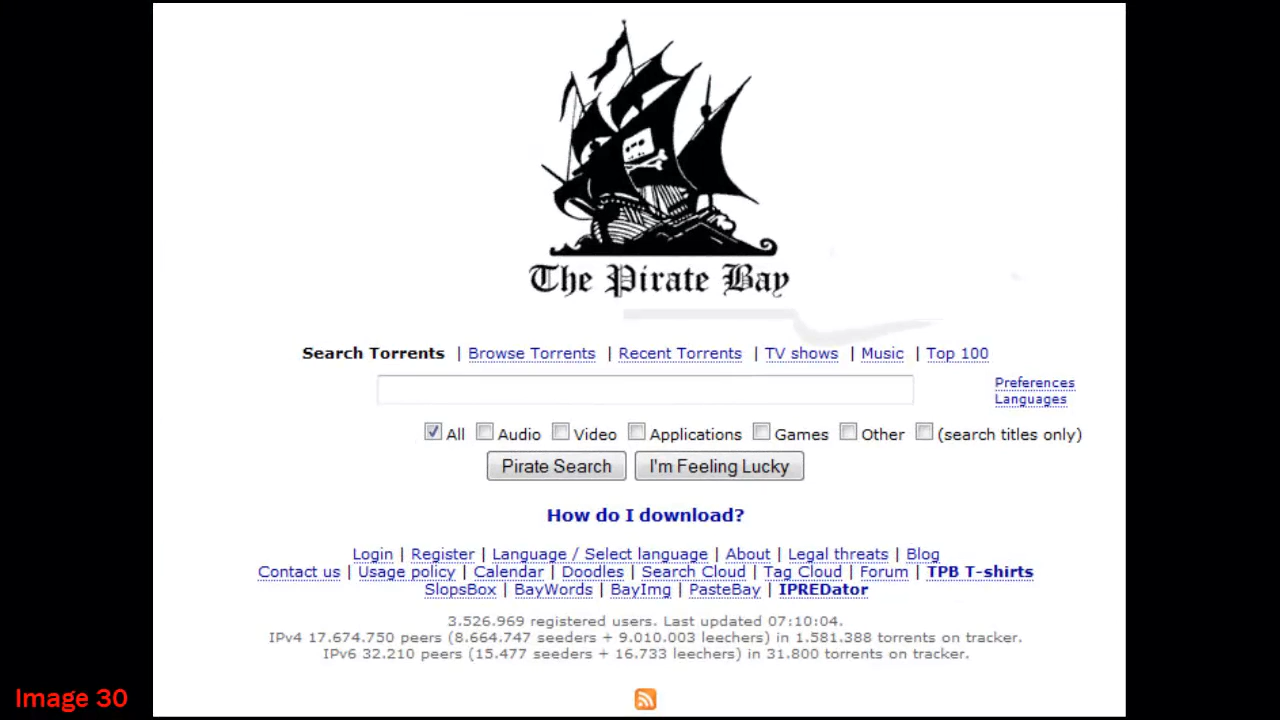 The Pirate Bay
Search Torrents | Browse Torrents | Recent Torrents | TV shows | Music | Top 100
Preferences
Languages
All Audio Video Applications Games Other (search titles only)
Pirate Search I'm Feeling Lucky
How do I download?
Login | Register | Language / Select language | About | Legal threats | Blog
Contact us | Usage policy | Calendar | Doodles | Search Cloud | Tag Cloud | Forum | TPB T-shirts
SlopsBox | BayWords | BayImg | PasteBay | IPREDator
3.526.969 registered users. Last updated 07:10:04.
IPv4 17.674.750 peers (8.664.747 seeders + 9.010.003 leechers) in 1.581.388 torrents on tracker.
IPv6 32.210 peers (15.477 seeders + 16.733 leechers) in 31.800 torrents on tracker.
Image 30